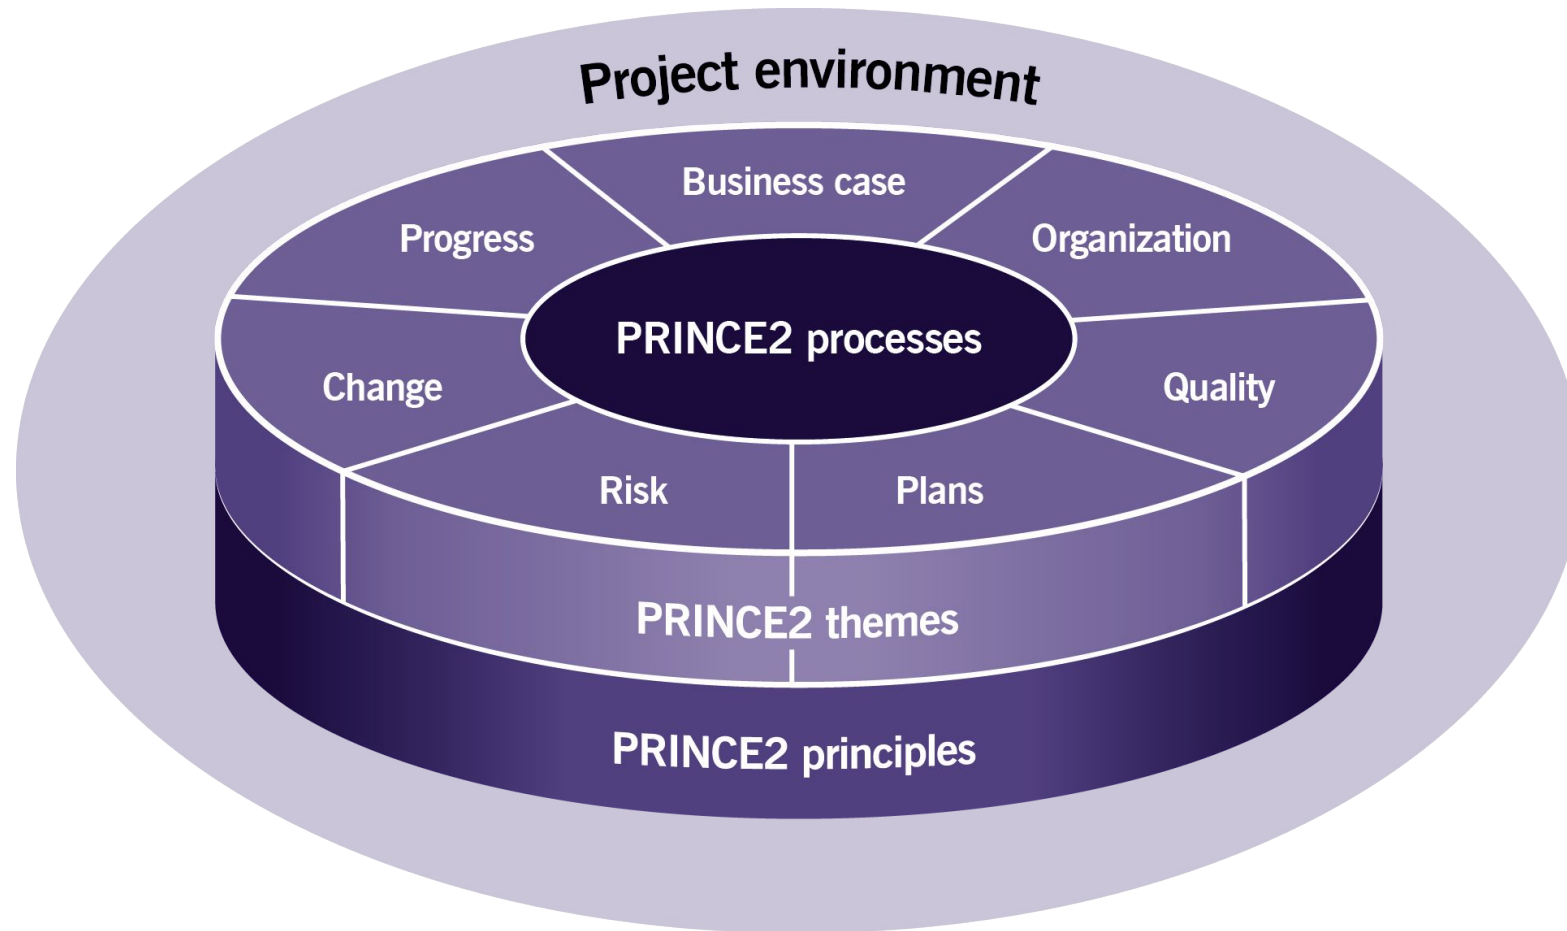 Project environment
Business case
Progress
Organization
PRINCE2 processes
Change
Quality
Risk
Plans
PRINCE2 themes
PRINCE2 principles